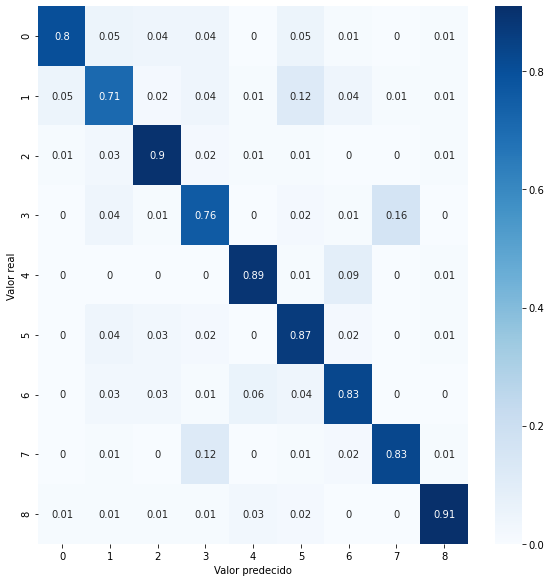 0 0.8 0.05 0.04 0.04 0 0.05 0.01 0 0.01
1 0.05 0.71 0.02 0.04 0.01 0.12 0.04 0.01 0.01
2 0.01 0.03 0.9 0.02 0.01 0.01 0 0 0.01
3 0 0.04 0.01 0.76 0 0.02 0.01 0.16 0
4 0 0 0 0 0.89 0.01 0.09 0 0.01
5 0 0.04 0.03 0.02 0 0.87 0.02 0 0.01
6 0 0.03 0.03 0.01 0.06 0.04 0.83 0 0
7 0 0.01 0 0.12 0 0.01 0.02 0.83 0.01
8 0.01 0.01 0.01 0.01 0.03 0.02 0 0 0.91
0 1 2 3 4 5 6 7 8
Valor predecido
Valor real
0.8
0.6
0.4
0.2
0.0